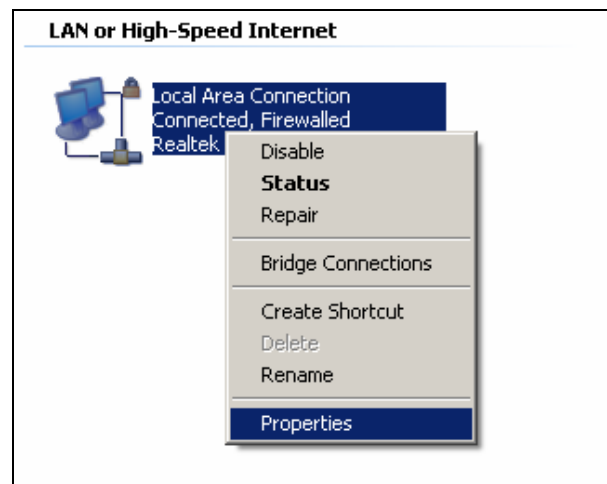 LAN or High-Speed Internet
Local Area Connection
Connected, Firewalled
Realtek
Disable
Status
Repair
Bridge Connections
Create Shortcut
Delete
Rename
Properties